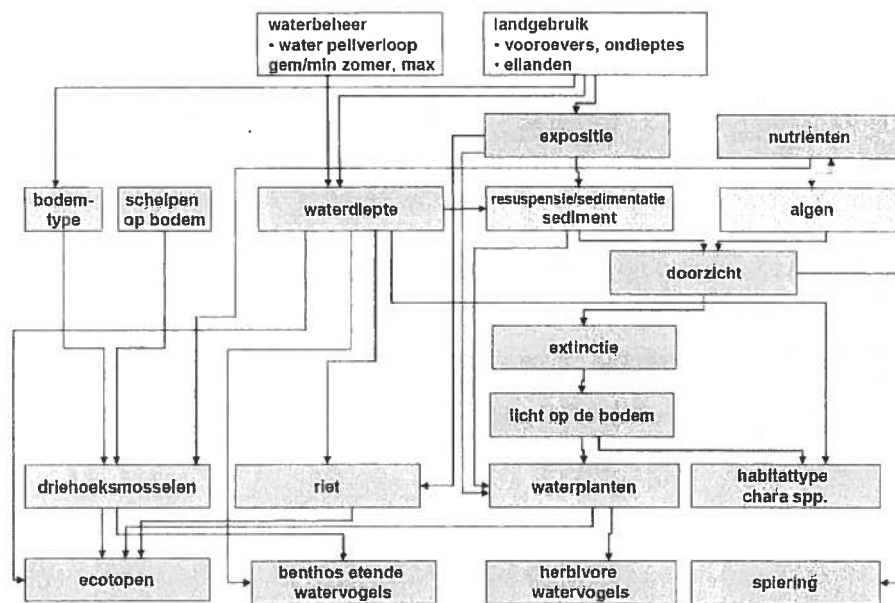 waterbeheer
• water peilverloop
gem/min zomer, max
landgebruik
• vooroevers, ondieptes
• eilanden
expositie
nutriënten
bodem-
type
schelpen
op bodem
waterdiepte
resuspensie/sedimentatie
sediment
algen
doorzicht
extinctie
licht op de bodem
driehoeksmosselen
riet
waterplanten
habitattype
chara spp.
ecotopen
benthos etende
watervogels
herbivore
watervogels
spiering